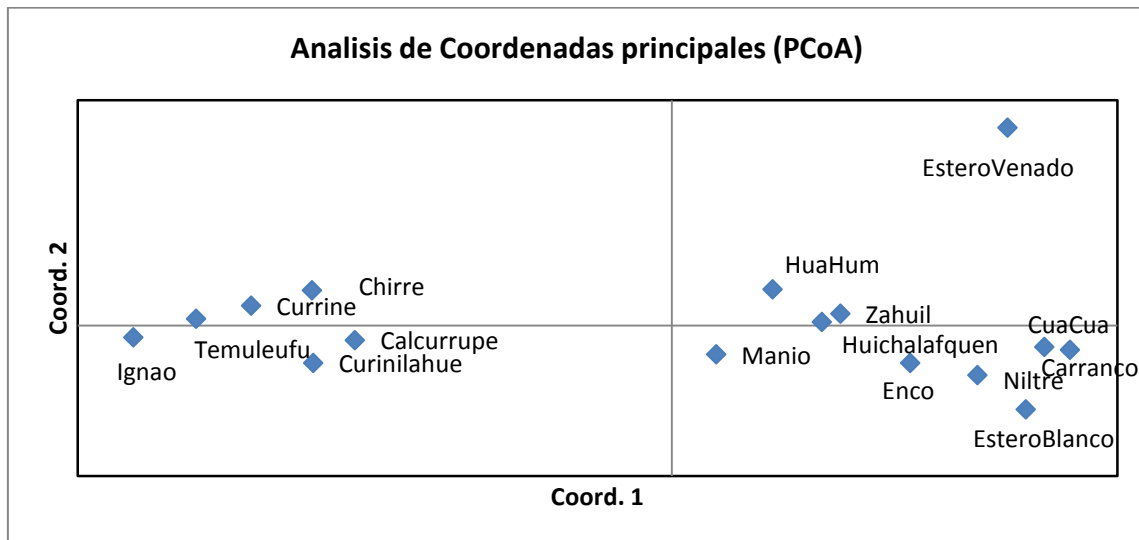 Analisis de Coordenadas principales (PCoA)
EsteroVenado
HuaHum
Chirre
Currine
Zahuil
CuaCua
Temuleufu
Calcurrupe
Huichalafquen
Manio
Ignao
Curinilahue
Carranco
Enco
Niltre
EsteroBlanco
Coord. 2
Coord. 1